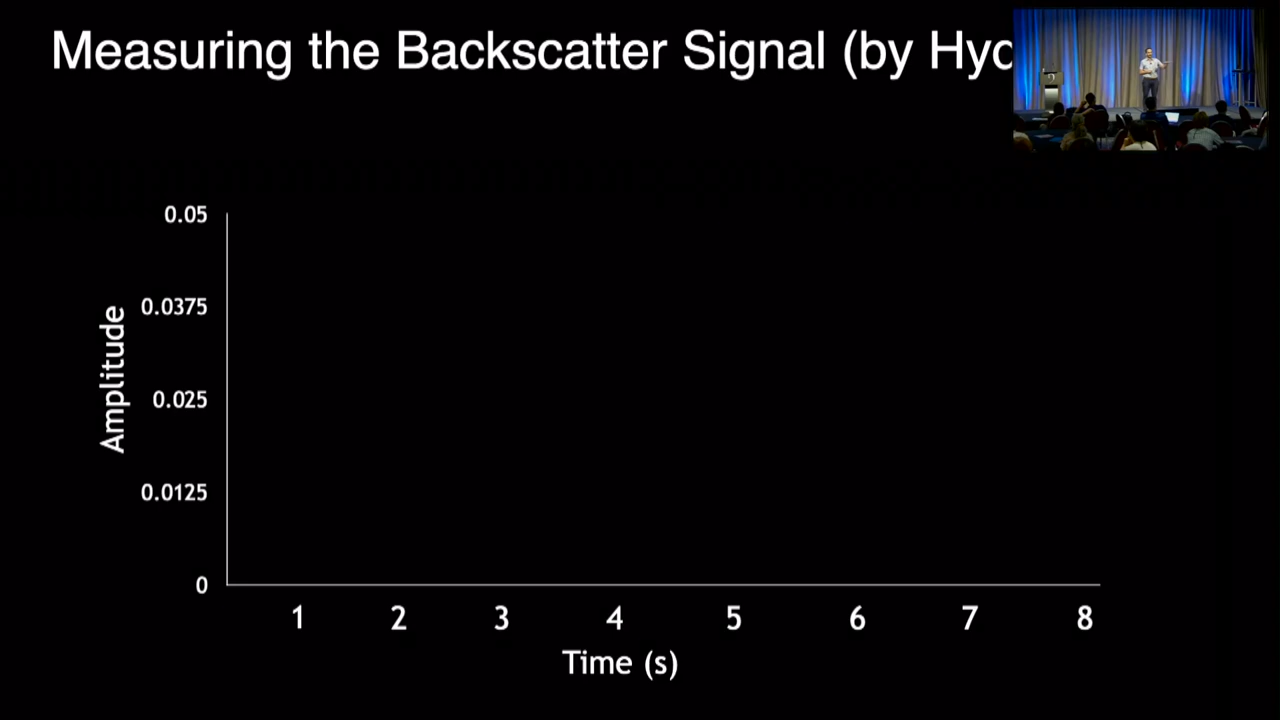 Measuring the Backscatter Signal (by
0.05
0.0375
0.025
0.0125
0
Amplitude
1 2 3 4 5 6 7 8
Time (s)